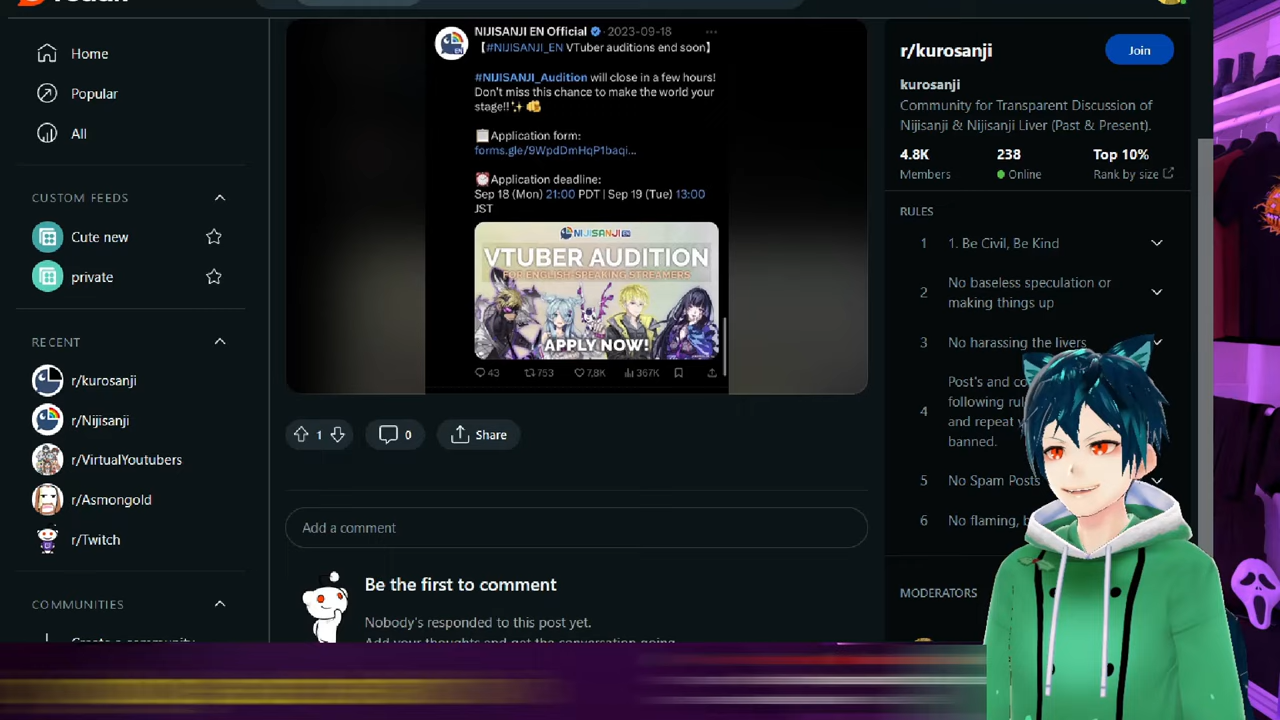 Home
Popular
All
CUSTOM FEEDS
Cute new
private
RECENT
r/kurosanji
r/Nijisanji
r/VirtualYoutubers
r/Asmongold
r/Twitch
COMMUNITIES
Create a community
NIJISANJI EN Official · 2023-09-18 ...
【#NIJISANJI_EN VTuber auditions end soon】
#NIJISANJI_Audition will close in a few hours!
Don't miss this chance to make the world your
stage!!✨🫵
📋Application form:
forms.gle/9WpdDmHqP1baqi...
⏰Application deadline:
Sep 18 (Mon) 21:00 PDT | Sep 19 (Tue) 13:00
JST
NIJISANJI EN
VTUBER AUDITION
FOR ENGLISH-SPEAKING STREAMERS
APPLY NOW!
43 753 7,8K 367K
1
0
Share
Add a comment
Be the first to comment
Nobody's responded to this post yet.
Add your thoughts and get the conversation going.
r/kurosanji
Join
kurosanji
Community for Transparent Discussion of
Nijisanji & Nijisanji Liver (Past & Present).
4.8K 238 Top 10%
Members Online Rank by size
RULES
1 1. Be Civil, Be Kind
2 No baseless speculation or
making things up
3 No harassing the livers
4 Post's and
following
and repeat
banned.
5 No Spam Posts
6 No flaming,
MODERATORS